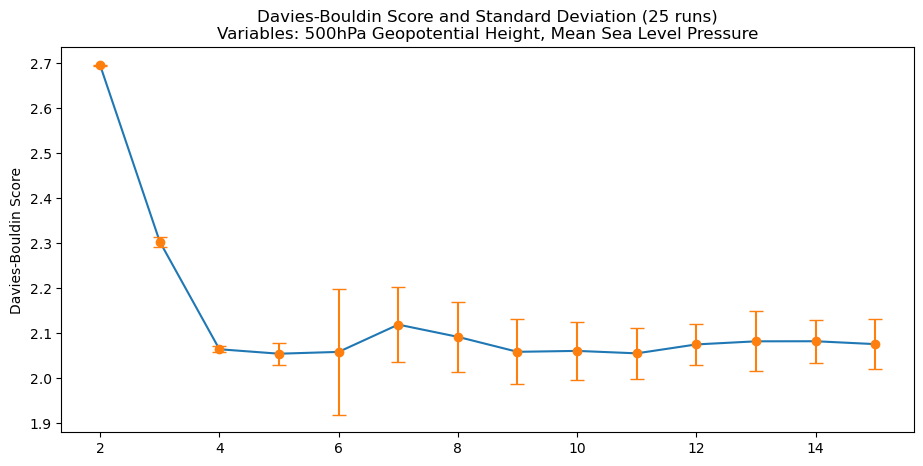 Davies-Bouldin Score and Standard Deviation (25 runs)
Variables: 500hPa Geopotential Height, Mean Sea Level Pressure
Davies-Bouldin Score
2.7
2.6
2.5
2.4
2.3
2.2
2.1
2.0
1.9
2 4 6 8 10 12 14